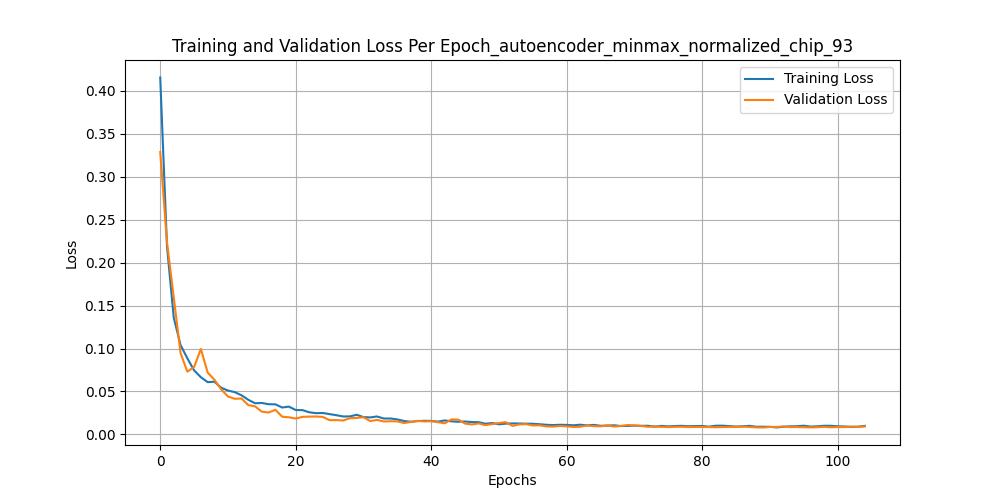 Training and Validation Loss Per Epoch_autoencoder_minmax_normalized_chip_93
Training Loss
Validation Loss
0.40
0.35
0.30
0.25
0.20
0.15
0.10
0.05
0.00
Loss
0 20 40 60 80 100
Epochs